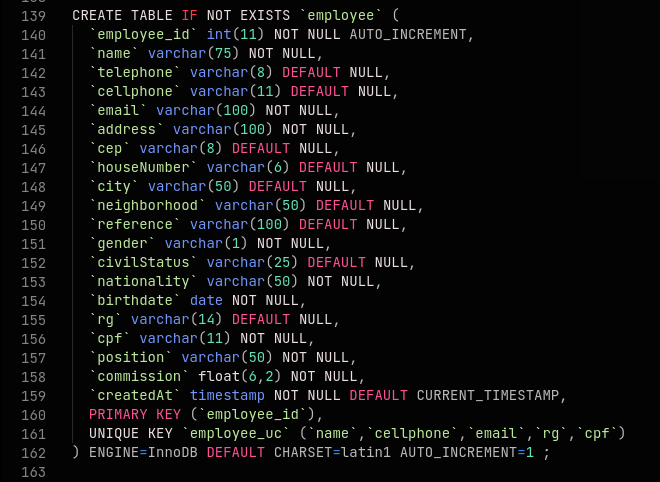 139 CREATE TABLE IF NOT EXISTS `employee` (
140 `employee_id` int(11) NOT NULL AUTO_INCREMENT,
141 `name` varchar(75) NOT NULL,
142 `telephone` varchar(8) DEFAULT NULL,
143 `cellphone` varchar(11) DEFAULT NULL,
144 `email` varchar(100) NOT NULL,
145 `address` varchar(100) NOT NULL,
146 `cep` varchar(8) DEFAULT NULL,
147 `houseNumber` varchar(6) DEFAULT NULL,
148 `city` varchar(50) DEFAULT NULL,
149 `neighborhood` varchar(50) DEFAULT NULL,
150 `reference` varchar(100) DEFAULT NULL,
151 `gender` varchar(1) NOT NULL,
152 `civilStatus` varchar(25) DEFAULT NULL,
153 `nationality` varchar(50) NOT NULL,
154 `birthdate` date NOT NULL,
155 `rg` varchar(14) DEFAULT NULL,
156 `cpf` varchar(11) NOT NULL,
157 `position` varchar(50) NOT NULL,
158 `commission` float(6,2) NOT NULL,
159 `createdAt` timestamp NOT NULL DEFAULT CURRENT_TIMESTAMP,
160 PRIMARY KEY (`employee_id`),
161 UNIQUE KEY `employee_uc` (`name`,`cellphone`,`email`,`rg`,`cpf`)
162 ) ENGINE=InnoDB DEFAULT CHARSET=latin1 AUTO_INCREMENT=1 ;
163